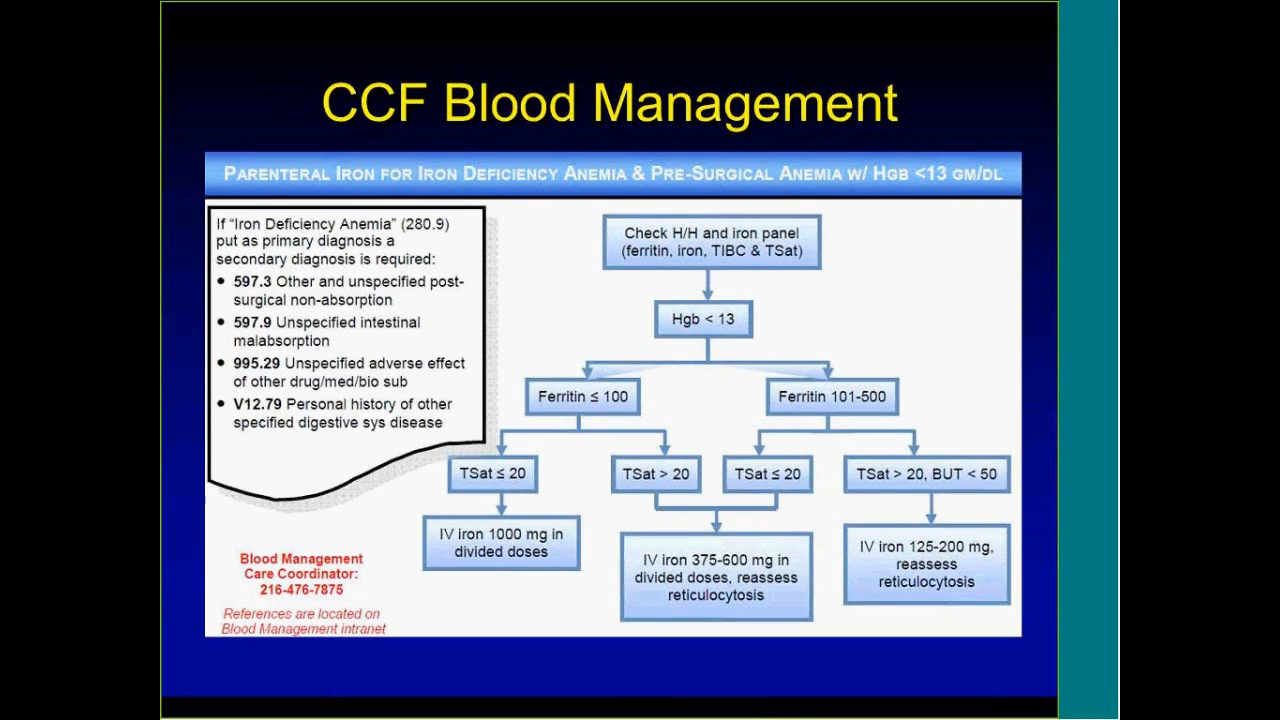 CCF Blood Management
PARENTERAL IRON FOR IRON DEFICIENCY ANEMIA & PRE-SURGICAL ANEMIA W/ HGB <13 GM/DL
If “Iron Deficiency Anemia” (280.9)
put as primary diagnosis a
secondary diagnosis is required:
● 597.3 Other and unspecified post-
surgical non-absorption
● 597.9 Unspecified intestinal
malabsorption
● 995.29 Unspecified adverse effect
of other drug/med/bio sub
● V12.79 Personal history of other
specified digestive sys disease
Check H/H and iron panel
(ferritin, iron, TIBC & TSat)
Hgb < 13
Ferritin ≤ 100
Ferritin 101-500
TSat ≤ 20
TSat > 20
TSat ≤ 20
TSat > 20, BUT < 50
IV iron 1000 mg in
divided doses
IV iron 375-600 mg in
divided doses, reassess
reticulocytosis
IV iron 125-200 mg,
reassess
reticulocytosis
Blood Management
Care Coordinator:
216-476-7875
References are located on
Blood Management intranet